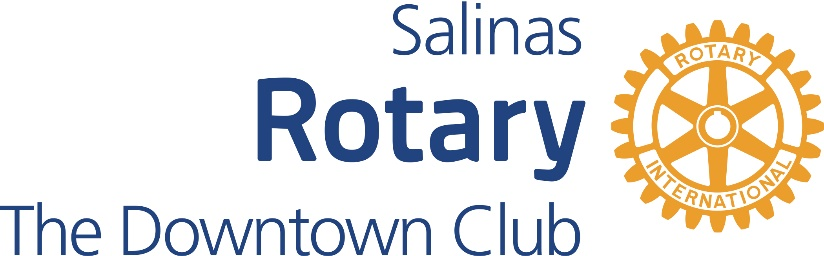 Salinas
Rotary
The Downtown Club
ROTARY
INTERNATIONAL